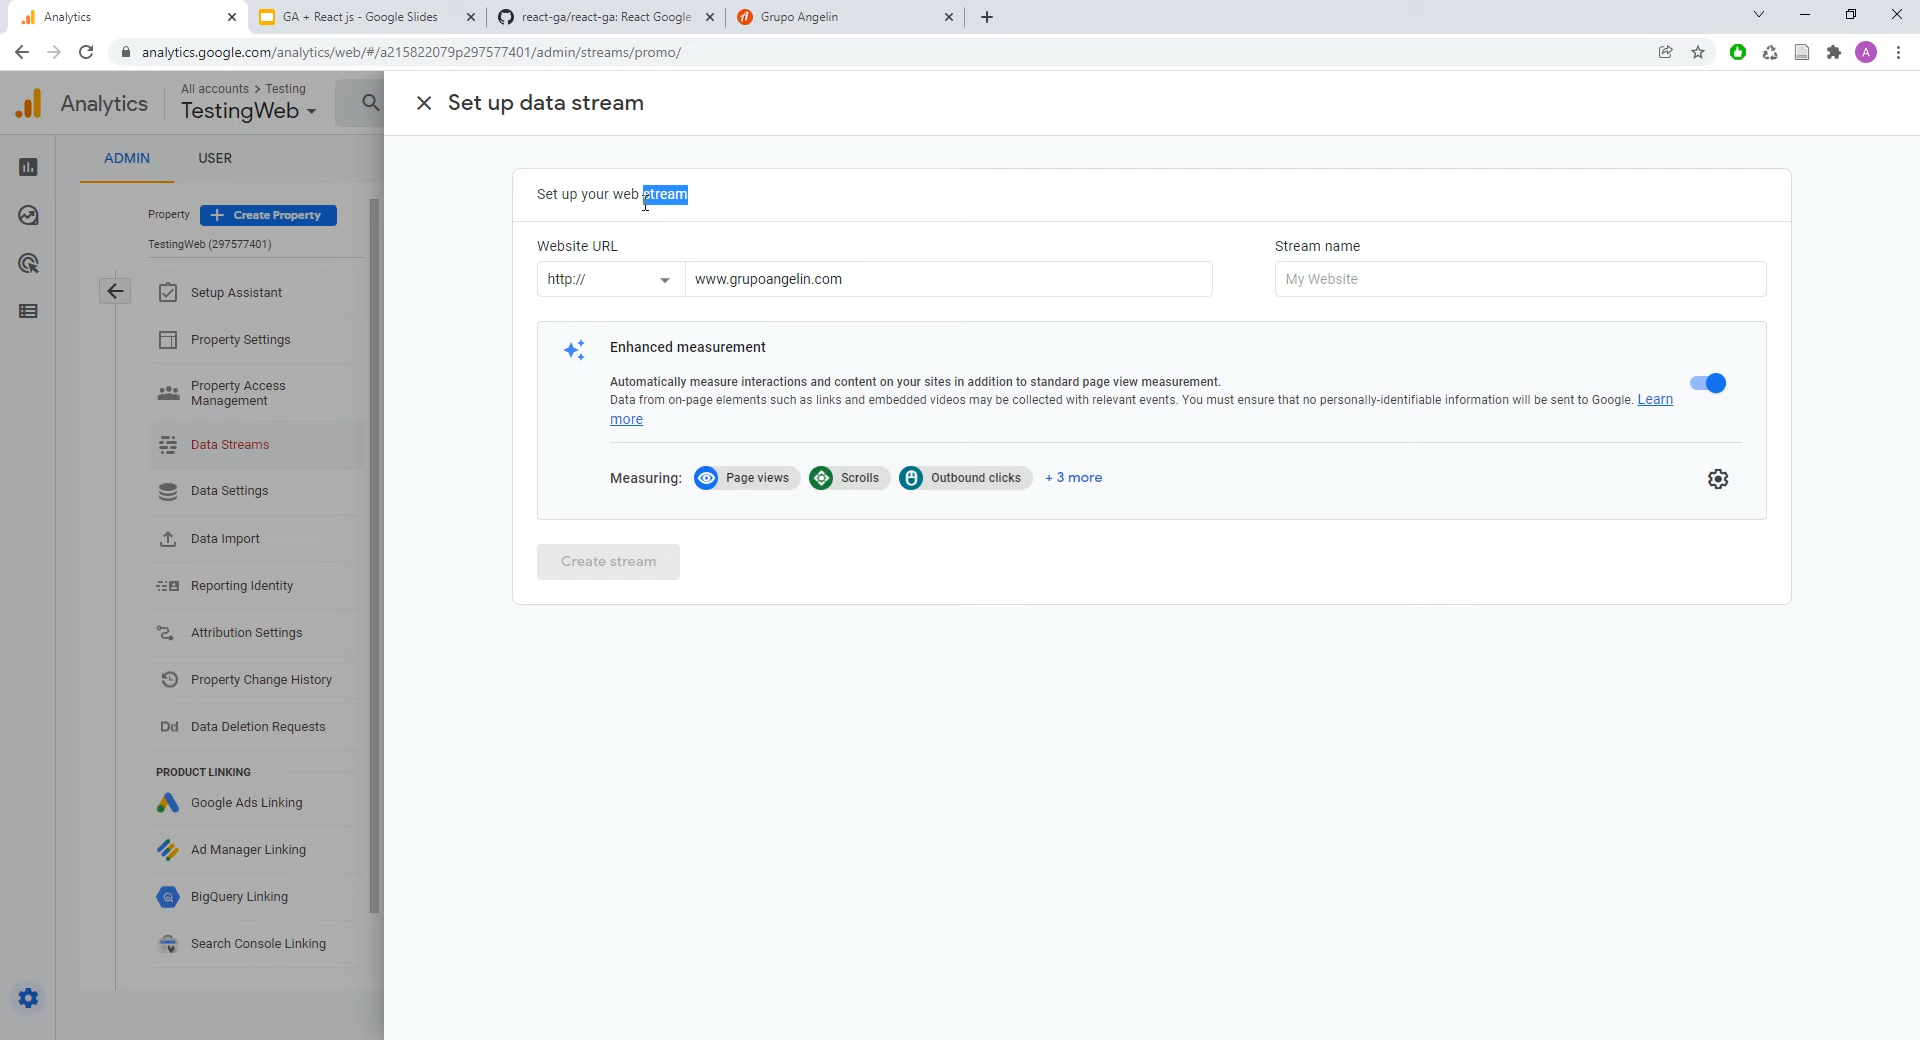 Analytics
GA + React js - Google Slides
react-ga/react-ga: React Google
Grupo Angelin
analytics.google.com/analytics/web/#/a215822079p297577401/admin/streams/promo/
A
Analytics
All accounts > Testing
TestingWeb
Set up data stream
ADMIN
USER
Property
Create Property
TestingWeb (297577401)
Setup Assistant
Property Settings
Property Access
Management
Data Streams
Data Settings
Data Import
Reporting Identity
Attribution Settings
Property Change History
Dd Data Deletion Requests
PRODUCT LINKING
Google Ads Linking
Ad Manager Linking
BigQuery Linking
Search Console Linking
Set up your web stream
Website URL
Stream name
http://
www.grupoangelin.com
My Website
Enhanced measurement
Automatically measure interactions and content on your sites in addition to standard page view measurement.
Data from on-page elements such as links and embedded videos may be collected with relevant events. You must ensure that no personally-identifiable information will be sent to Google. Learn
more
Measuring:
Page views
Scrolls
Outbound clicks
+ 3 more
Create stream